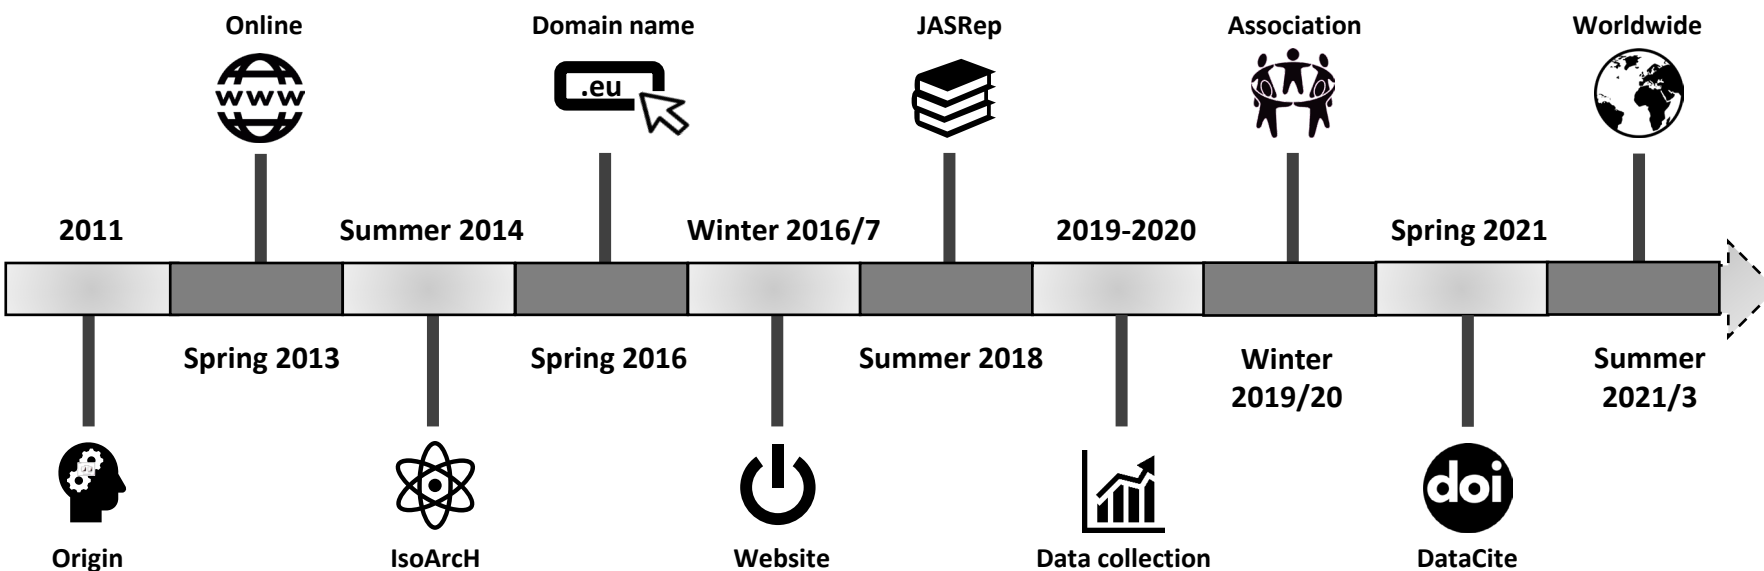 Online
Domain name
JASRep
Association
Worldwide
www
.eu
2011
Summer 2014
Winter 2016/7
2019-2020
Spring 2021
Spring 2013
Spring 2016
Summer 2018
Winter
2019/20
Summer
2021/3
doi
Origin
IsoArcH
Website
Data collection
DataCite